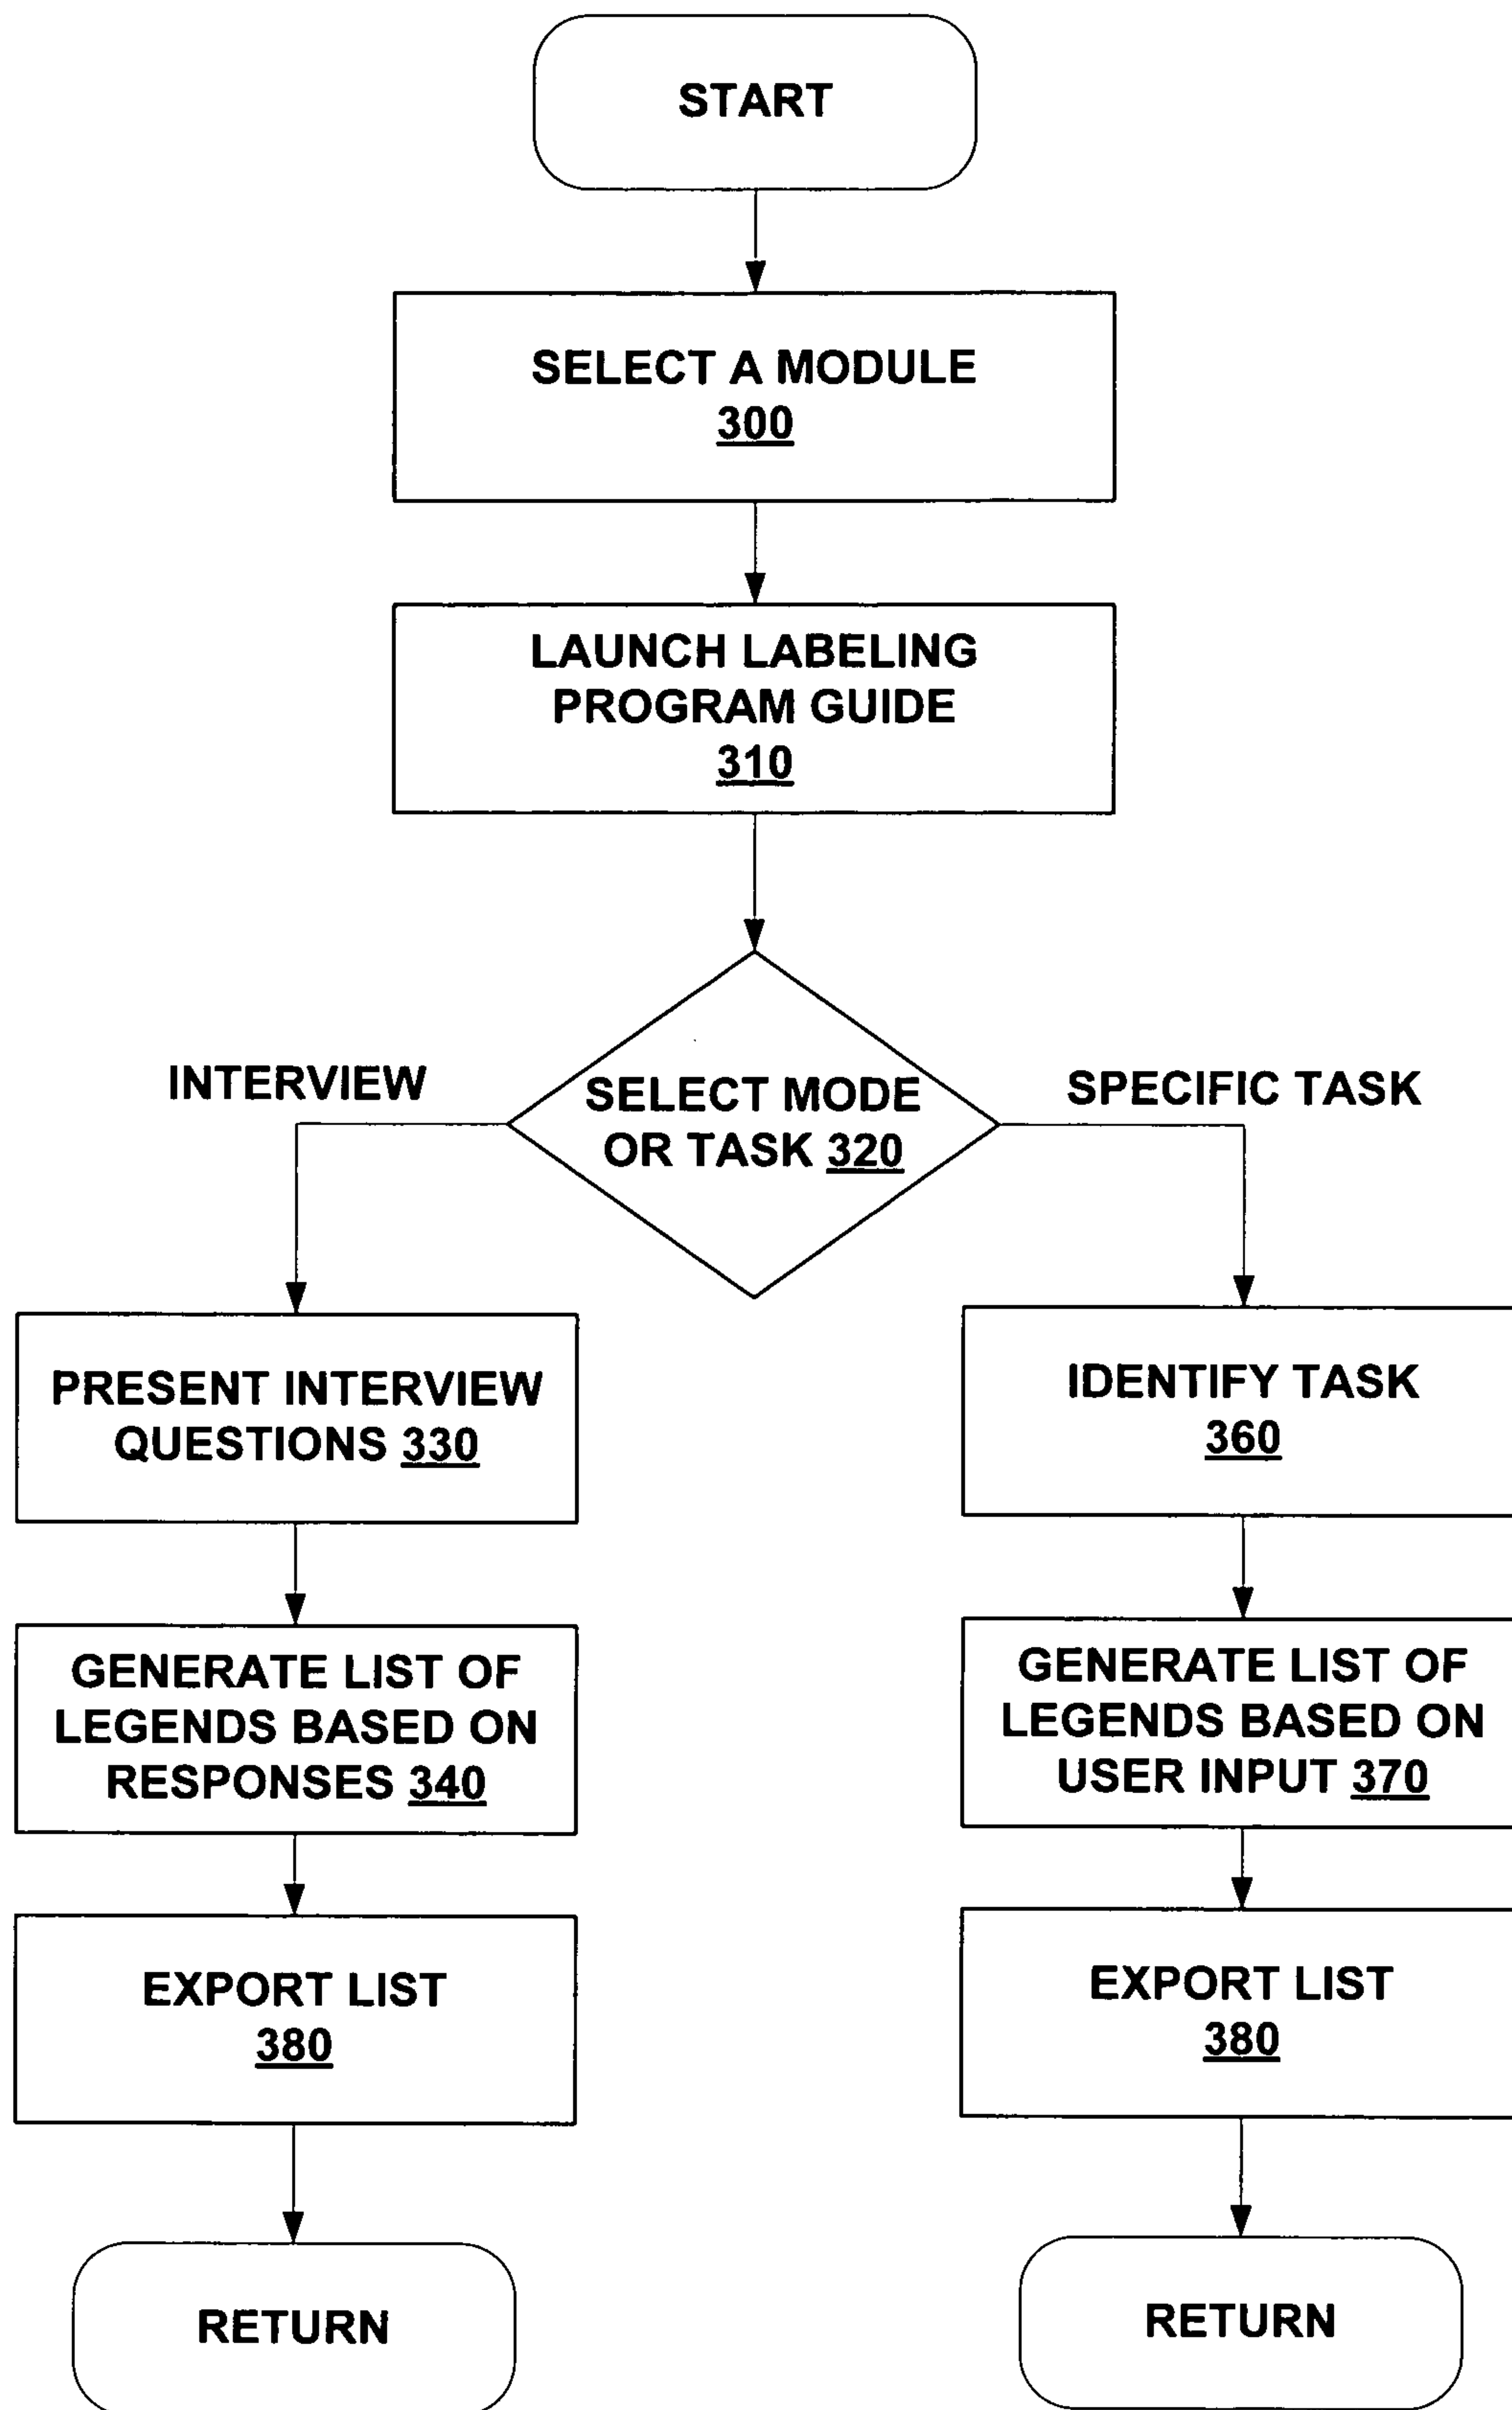 START
SELECT A MODULE
300
LAUNCH LABELING
PROGRAM GUIDE
310
SELECT MODE
OR TASK 320
INTERVIEW
PRESENT INTERVIEW
QUESTIONS 330
GENERATE LIST OF
LEGENDS BASED ON
RESPONSES 340
EXPORT LIST
380
RETURN
SPECIFIC TASK
IDENTIFY TASK
360
GENERATE LIST OF
LEGENDS BASED ON
USER INPUT 370
EXPORT LIST
380
RETURN